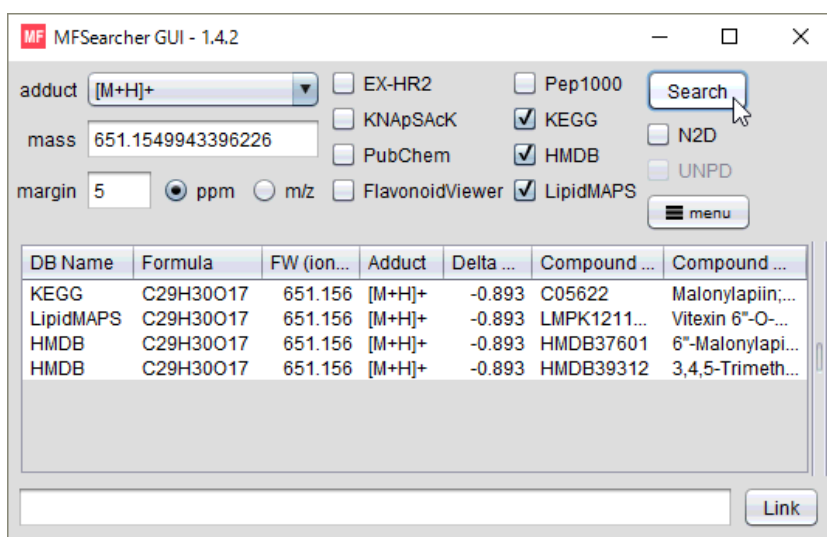 MF MFSearcher GUI - 1.4.2
adduct [M+H]+ EX-HR2 Pep1000 Search
KNApSAcK KEGG
mass 651.1549943396226 N2D
PubChem HMDB
UNPD
margin 5 ppm m/z FlavonoidViewer LipidMAPS
menu
DB Name Formula FW (ion... Adduct Delta ... Compound ... Compound ...
KEGG C29H30O17 651.156 [M+H]+ -0.893 C05622 Malonylapiin;...
LipidMAPS C29H30O17 651.156 [M+H]+ -0.893 LMPK1211... Vitexin 6"-O-...
HMDB C29H30O17 651.156 [M+H]+ -0.893 HMDB37601 6"-Malonylapi...
HMDB C29H30O17 651.156 [M+H]+ -0.893 HMDB39312 3,4,5-Trimeth...
Link